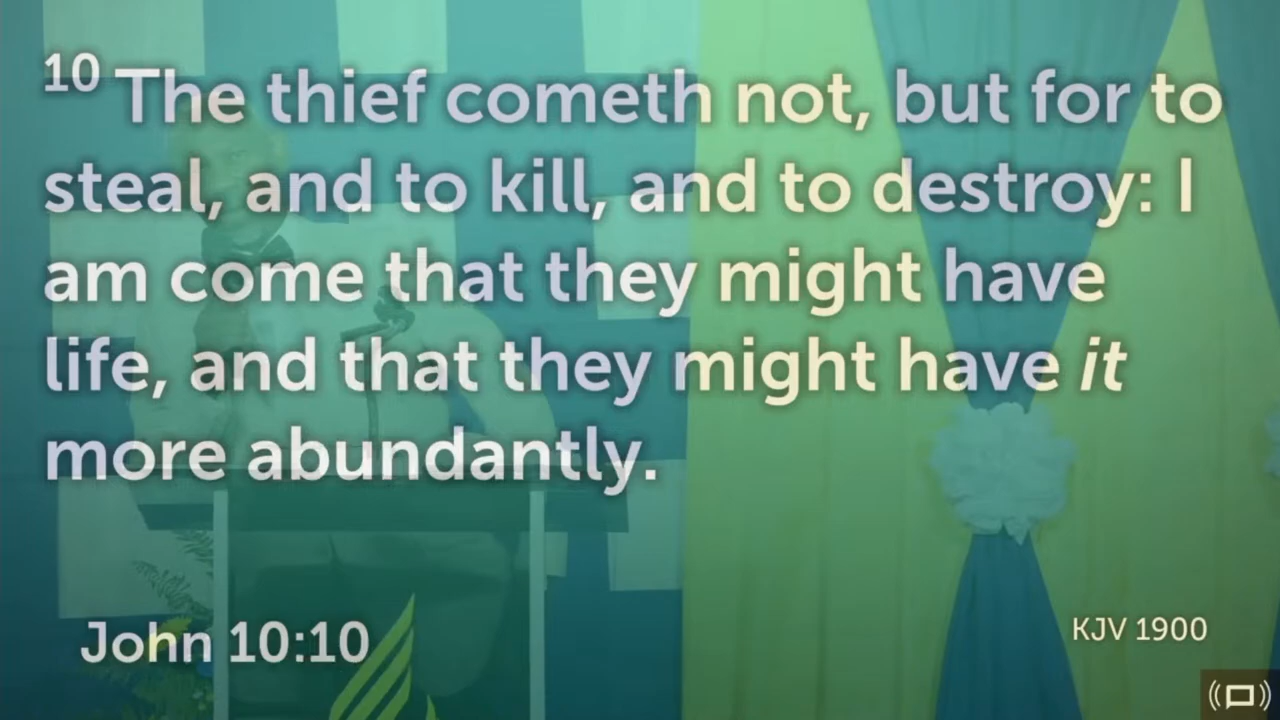 10 The thief cometh not, but for to
steal, and to kill, and to destroy: I
am come that they might have
life, and that they might have it
more abundantly.
John 10:10
KJV 1900